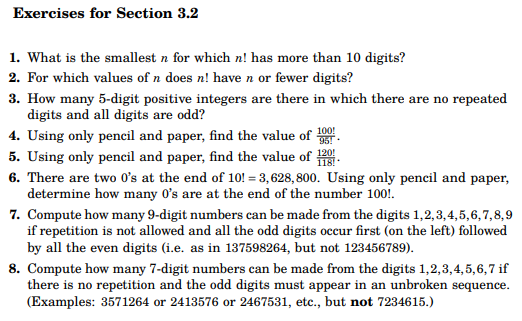 Exercises for Section 3.2
1. What is the smallest n for which n! has more than 10 digits?
2. For which values of n does n! have n or fewer digits?
3. How many 5-digit positive integers are there in which there are no repeated
digits and all digits are odd?
4. Using only pencil and paper, find the value of 100!/95!.
5. Using only pencil and paper, find the value of 120!/118!.
6. There are two 0's at the end of 10! = 3,628,800. Using only pencil and paper,
determine how many 0's are at the end of the number 100!.
7. Compute how many 9-digit numbers can be made from the digits 1,2,3,4,5,6,7,8,9
if repetition is not allowed and all the odd digits occur first (on the left) followed
by all the even digits (i.e. as in 137598264, but not 123456789).
8. Compute how many 7-digit numbers can be made from the digits 1,2,3,4,5,6,7 if
there is no repetition and the odd digits must appear in an unbroken sequence.
(Examples: 3571264 or 2413576 or 2467531, etc., but not 7234615.)